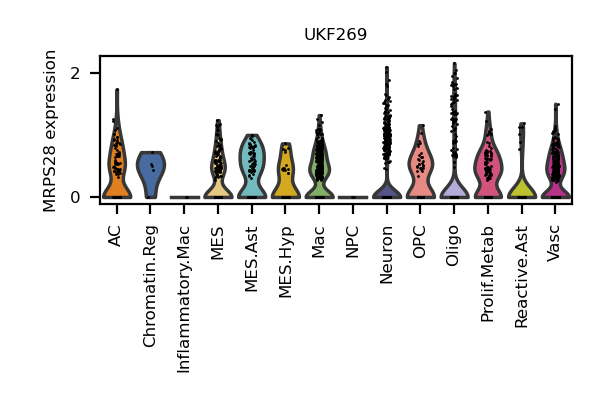 UKF269
MRPS28 expression
2
0
AC
Chromatin.Reg
Inflammatory.Mac
MES
MES.Ast
MES.Hyp
Mac
NPC
Neuron
OPC
Oligo
Prolif.Metab
Reactive.Ast
Vasc